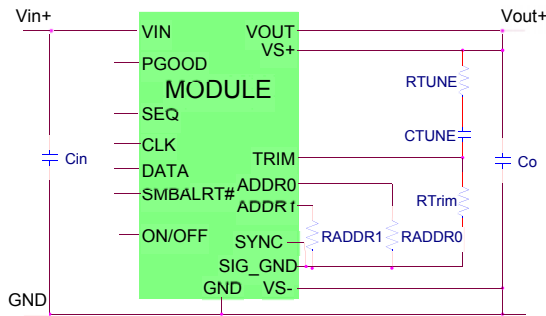 Vin+
Vout+
VIN
VOUT
VS+
PGOOD
RTUNE
MODULE
SEQ
CTUNE
CLK
Cin
TRIM
Co
DATA
ADDR0
SMBALRT#
RTrim
ADDR1
ON/OFF
SYNC
RADDR1
RADDR0
SIG_GND
GND
VS-
GND